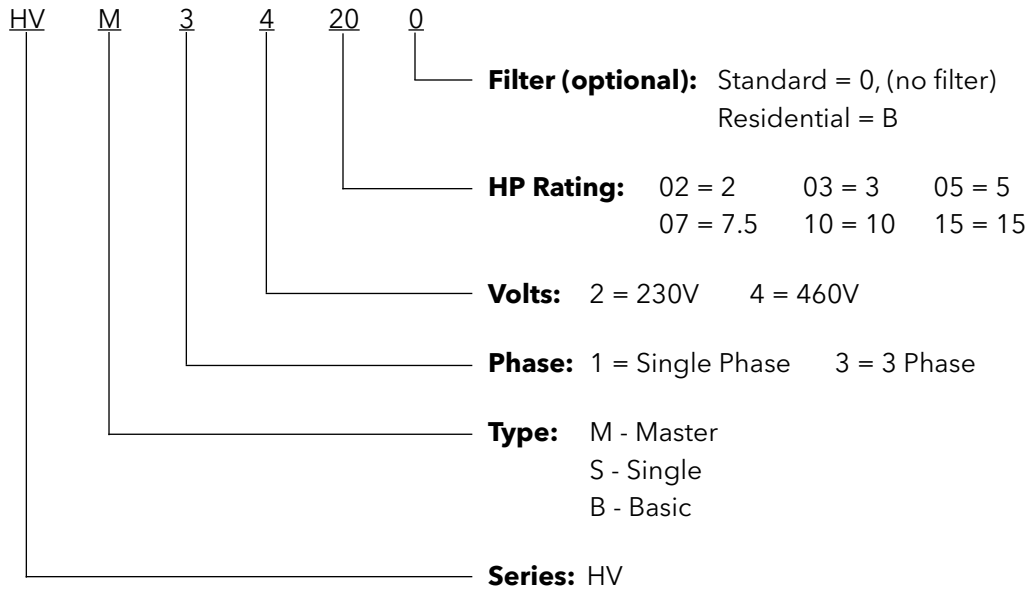 HV M 3 4 20 0
Filter (optional): Standard = 0, (no filter)
Residential = B
HP Rating: 02 = 2 03 = 3 05 = 5
07 = 7.5 10 = 10 15 = 15
Volts: 2 = 230V 4 = 460V
Phase: 1 = Single Phase 3 = 3 Phase
Type: M - Master
S - Single
B - Basic
Series: HV